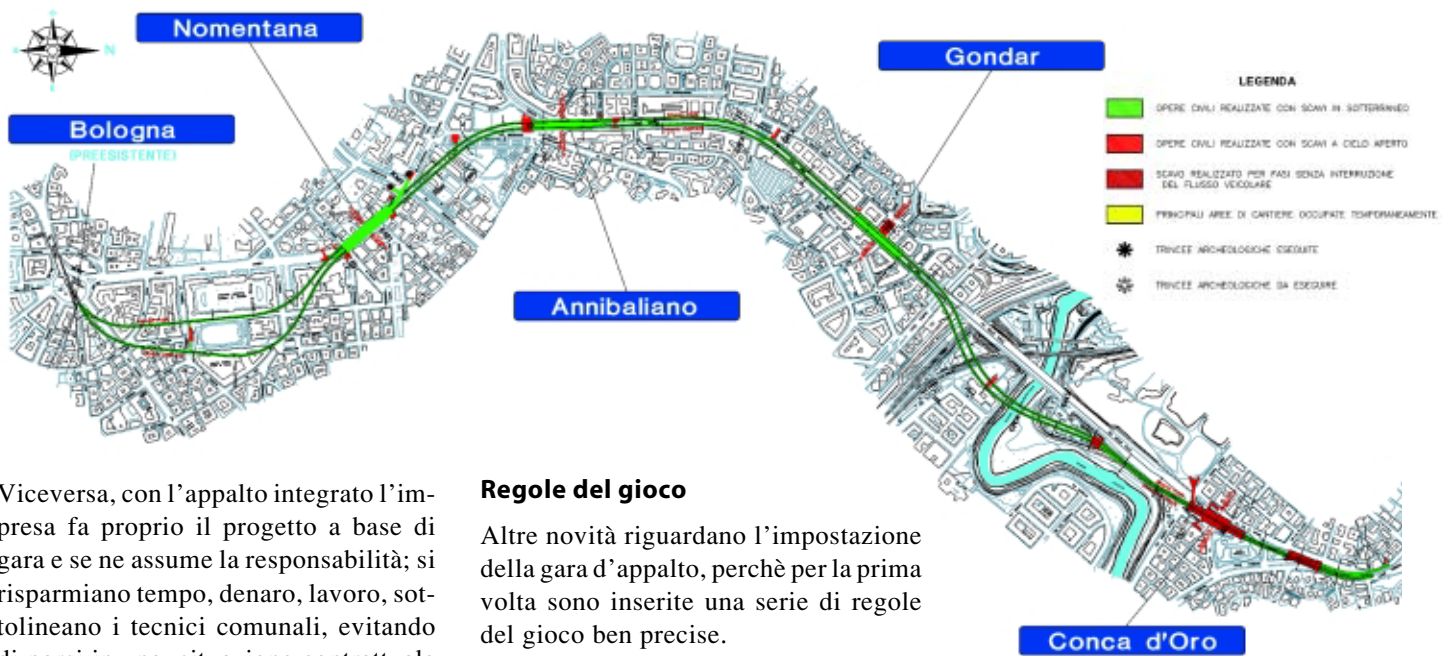 Nomentana
Gondar
N
Bologna
(PREESISTENTE)
Annibaliano
Conca d'Oro
LEGENDA
OPERE CIVILI REALIZZATE CON SCAVI IN SOTTERRANEO
OPERE CIVILI REALIZZATE CON SCAVI A CIELO APERTO
SCAVO REALIZZATO PER FASI SENZA INTERRUZIONE
DEL FLUSSO VEICOLARE
PRINCIPALI AREE DI CANTIERE OCCUPATE TEMPORANEAMENTE
TRINCEE ARCHEOLOGICHE ESEGUITE
TRINCEE ARCHEOLOGICHE DA ESEGUIRE
Viceversa, con l'appalto integrato l'im-
presa fa proprio il progetto a base di
gara e se ne assume la responsabilità; si
risparmiano tempo, denaro, lavoro, sot-
tolineano i tecnici comunali, evitando
Regole del gioco
Altre novità riguardano l'impostazione
della gara d'appalto, perchè per la prima
volta sono inserite una serie di regole
del gioco ben precise.